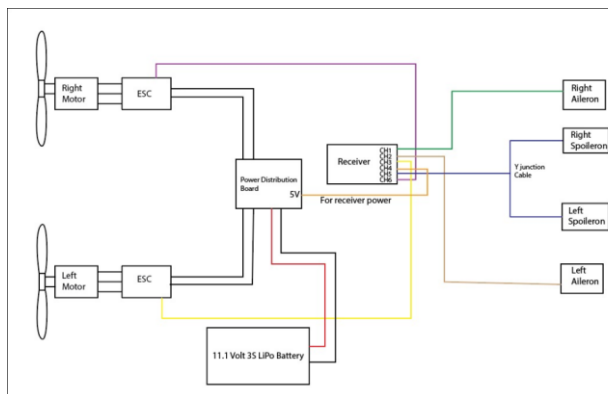 Right
Motor
ESC
Right
Aileron
Right
Spoileron
Receiver
CH1
CH2
CH3
CH4
CH5
CH6
Y junction
Cable
Power Distribution
Board
5V
For receiver power
Left
Spoileron
Left
Motor
ESC
Left
Aileron
11.1 Volt 3S LiPo Battery